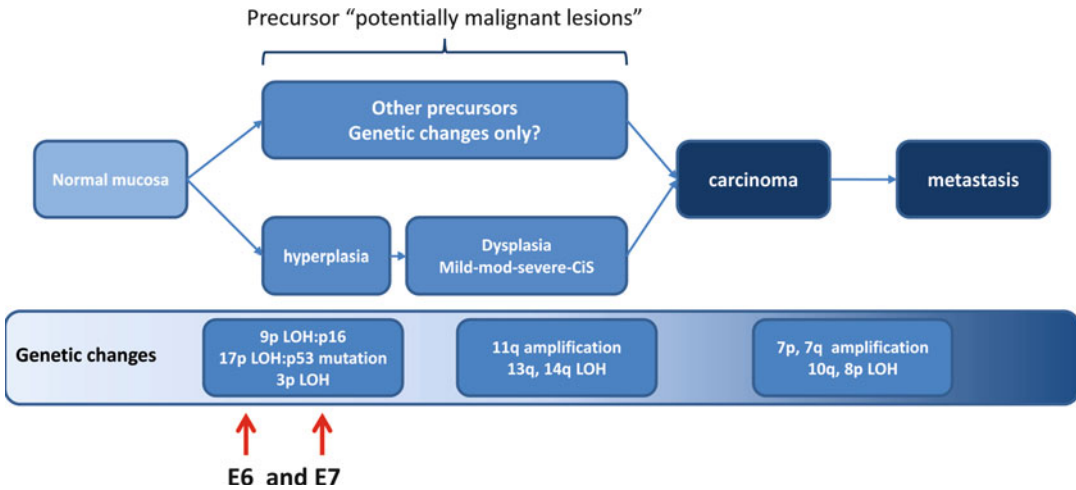 Precursor “potentially malignant lesions”
Other precursors
Genetic changes only?
Normal mucosa
carcinoma
metastasis
hyperplasia
Dysplasia
Mild-mod-severe-CiS
Genetic changes
9p LOH:p16
17p LOH:p53 mutation
3p LOH
11q amplification
13q, 14q LOH
7p, 7q amplification
10q, 8p LOH
E6 and E7